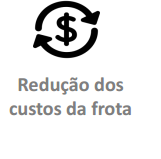 $
Redução dos
custos da frota